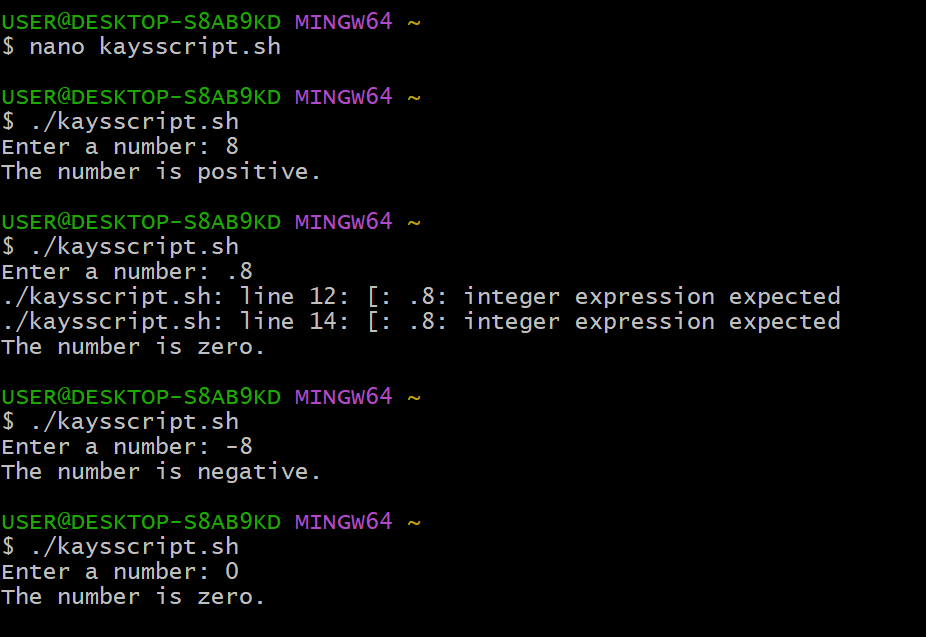 USER@DESKTOP-S8AB9KD MINGW64 ~
$ nano kaysscript.sh
USER@DESKTOP-S8AB9KD MINGW64 ~
$ ./kaysscript.sh
Enter a number: 8
The number is positive.
USER@DESKTOP-S8AB9KD MINGW64 ~
$ ./kaysscript.sh
Enter a number: .8
./kaysscript.sh: line 12: [: .8: integer expression expected
./kaysscript.sh: line 14: [: .8: integer expression expected
The number is zero.
USER@DESKTOP-S8AB9KD MINGW64 ~
$ ./kaysscript.sh
Enter a number: -8
The number is negative.
USER@DESKTOP-S8AB9KD MINGW64 ~
$ ./kaysscript.sh
Enter a number: 0
The number is zero.